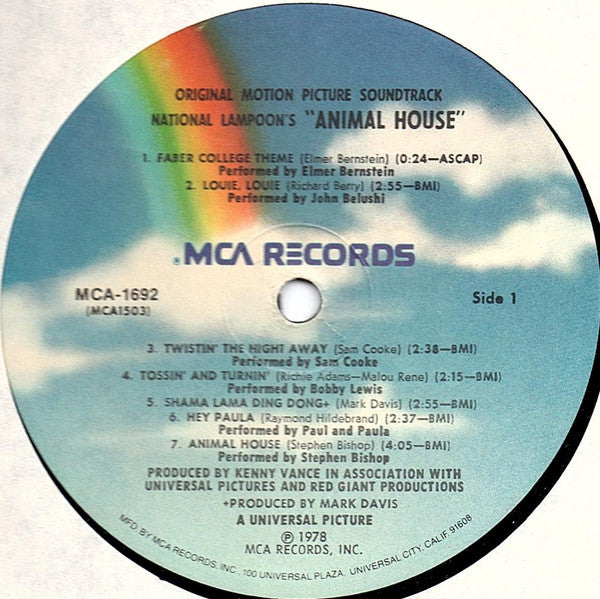 ORIGINAL MOTION PICTURE SOUNDTRACK
NATIONAL LAMPOON'S "ANIMAL HOUSE"
1. FABER COLLEGE THEME (Elmer Bernstein) (0:24—ASCAP)
Performed by Elmer Bernstein
2. LOUIE, LOUIE (Richard Berry) (2:55—BMI)
Performed by John Belushi
MCA RECORDS
MCA-1692
(MCA1503)
Side 1
3. TWISTIN' THE NIGHT AWAY (Sam Cooke) (2:38—BMI)
Performed by Sam Cooke
4. TOSSIN' AND TURNIN' (Richie Adams—Malou Rene) (2:15—BMI)
Performed by Bobby Lewis
5. SHAMA LAMA DING DONG+ (Mark Davis) (2:55—BMI)
6. HEY PAULA (Raymond Hildebrand) (2:37—BMI)
Performed by Paul and Paula
7. ANIMAL HOUSE (Stephen Bishop) (4:05—BMI)
Performed by Stephen Bishop
PRODUCED BY KENNY VANCE IN ASSOCIATION WITH
UNIVERSAL PICTURES AND RED GIANT PRODUCTIONS
+PRODUCED BY MARK DAVIS
A UNIVERSAL PICTURE
℗ 1978
MCA RECORDS, INC.
MFD. BY MCA RECORDS, INC., 100 UNIVERSAL PLAZA, UNIVERSAL CITY, CALIF. 91608